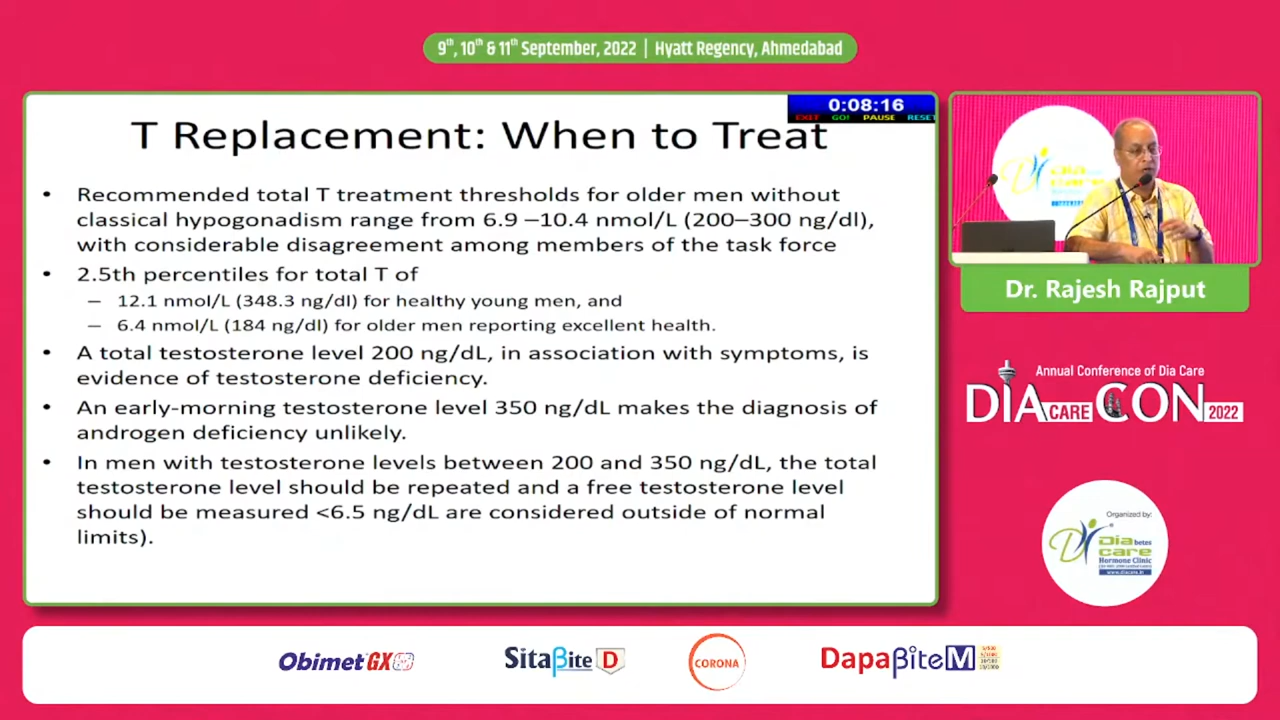 9th, 10th & 11th September, 2022 | Hyatt Regency, Ahmedabad
0:08:16
EXIT GO! PAUSE RESET
T Replacement: When to Treat
• Recommended total T treatment thresholds for older men without
classical hypogonadism range from 6.9 –10.4 nmol/L (200–300 ng/dl),
with considerable disagreement among members of the task force
• 2.5th percentiles for total T of
– 12.1 nmol/L (348.3 ng/dl) for healthy young men, and
– 6.4 nmol/L (184 ng/dl) for older men reporting excellent health.
• A total testosterone level 200 ng/dL, in association with symptoms, is
evidence of testosterone deficiency.
• An early-morning testosterone level 350 ng/dL makes the diagnosis of
androgen deficiency unlikely.
• In men with testosterone levels between 200 and 350 ng/dL, the total
testosterone level should be repeated and a free testosterone level
should be measured <6.5 ng/dL are considered outside of normal
limits).
Dr. Rajesh Rajput
Annual Conference of Dia Care
DIA CARE CON 2022
Organized by:
Diabetes
care
Hormone Clinic
www.diacare.in
Obimet GX
SitaβiteD
CORONA
DapaβiteM